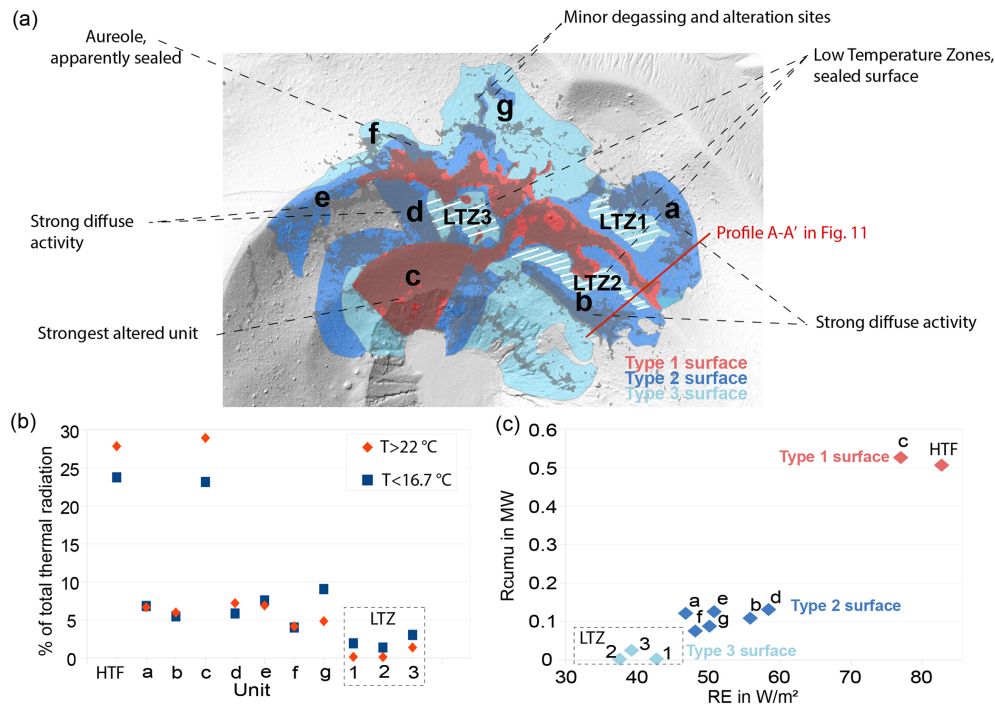 (a)
Minor degassing and alteration sites
Aureole,
apparently sealed
Low Temperature Zones,
sealed surface
g
f
e
a
d
LTZ3
LTZ1
Strong diffuse
activity
Profile A-A' in Fig. 11
c
LTZ2
b
Strongest altered unit
Strong diffuse activity
Type 1 surface
Type 2 surface
Type 3 surface
(b)
% of total thermal radiation
30
25
20
15
10
5
0
T>22 °C
T<16.7 °C
LTZ
HTF a b c d e f g 1 2 3
Unit
(c)
Rcumu in MW
0.6
0.5
0.4
0.3
0.2
0.1
0
Type 1 surface
c
HTF
a
e
b
d
Type 2 surface
f
g
LTZ
2
3
1
Type 3 surface
30 40 50 60 70 80
RE in W/m²